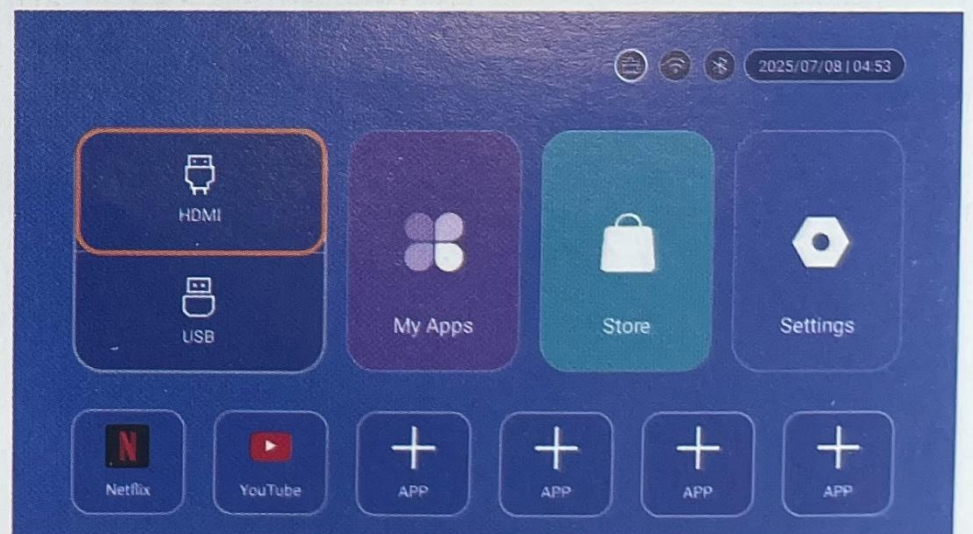 2025/07/08 | 04:53
HDMI
USB
My Apps
Store
Settings
N
Netflix
YouTube
APP
APP
APP
APP